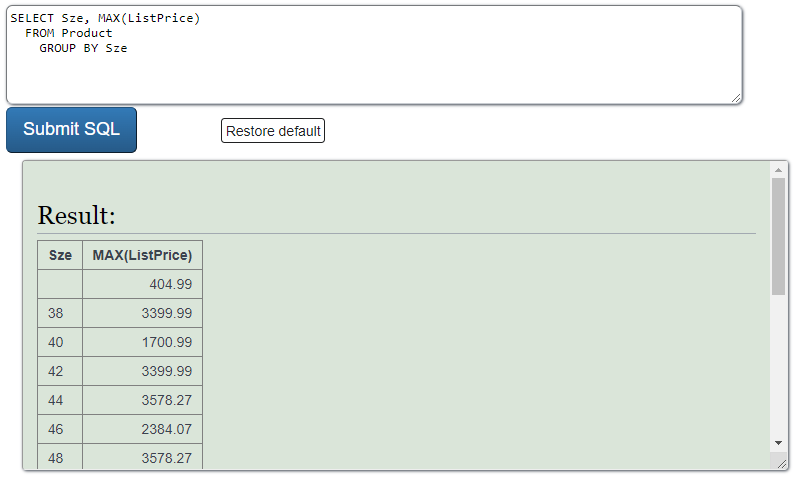 SELECT Sze, MAX(ListPrice)
FROM Product
GROUP BY Sze
Submit SQL
Restore default
Result:
Sze MAX(ListPrice)
404.99
38 3399.99
40 1700.99
42 3399.99
44 3578.27
46 2384.07
48 3578.27